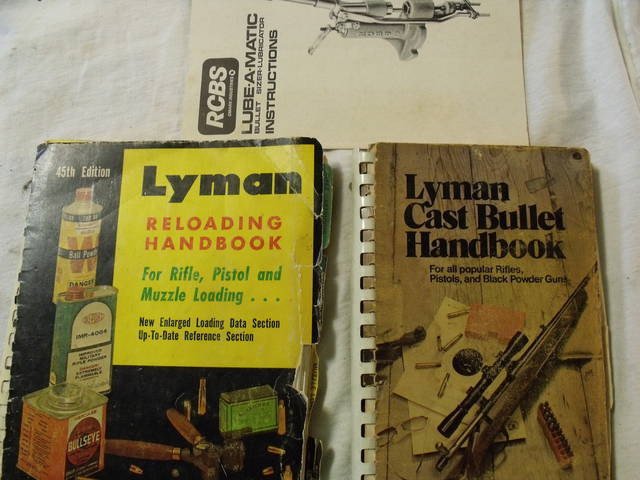 RCBS
LUBE-A-MATIC
BULLET SIZER-LUBRICATOR
INSTRUCTIONS
45th Edition
Lyman
RELOADING
HANDBOOK
For Rifle, Pistol and
Muzzle Loading . . .
New Enlarged Loading Data Section
Up-To-Date Reference Section
Ball Powder
DANGER
IMR-4064
BULLSEYE
Lyman
Cast Bullet
Handbook
For all popular Rifles,
Pistols, and Black Powder Guns